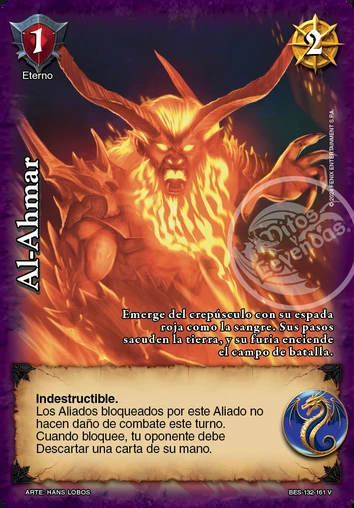 1
2
Eterno
© 2024 FENIX ENTERTAINMENT S.P.A.
Al-Ahmar
Mitos y Leyendas.
Emerge del crepúsculo con su espada
roja como la sangre. Sus pasos
sacuden la tierra, y su furia enciende
el campo de batalla.
Indestructible.
Los Aliados bloqueados por este Aliado no
hacen daño de combate este turno.
Cuando bloquee, tu oponente debe
Descartar una carta de su mano.
ARTE: HANS LOBOS
BES-132-161 V